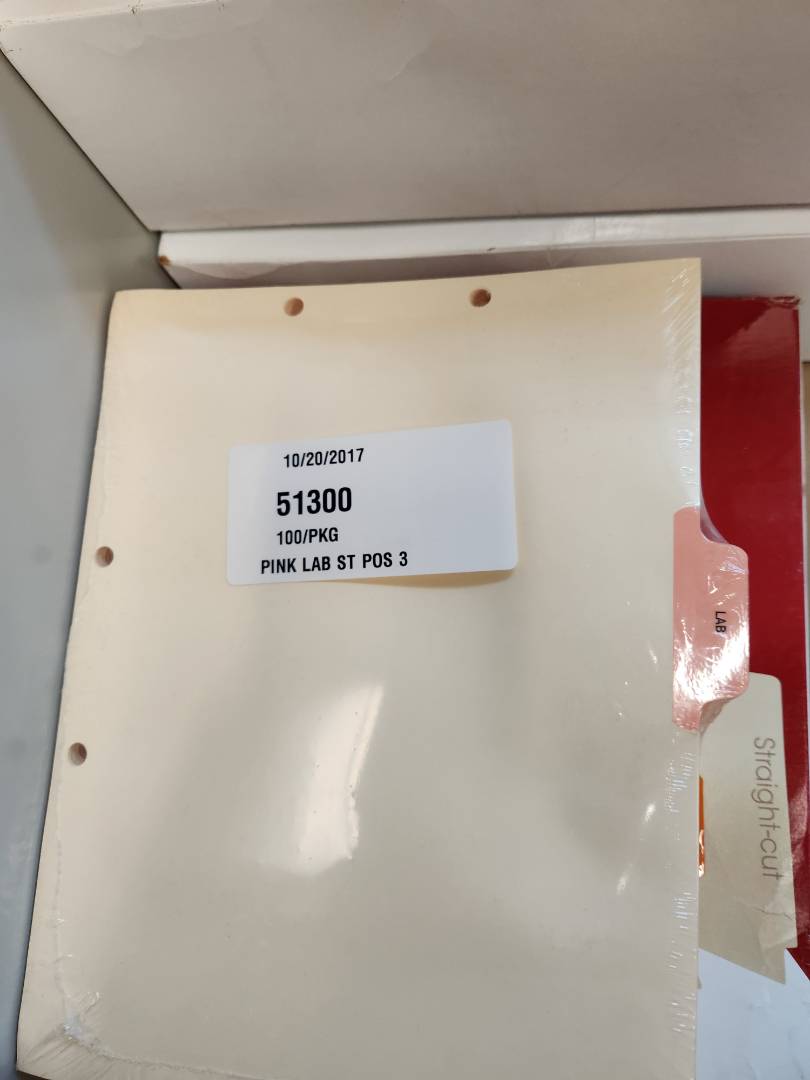 10/20/2017
51300
100/PKG
PINK LAB ST POS 3
LAB
Straight-cut